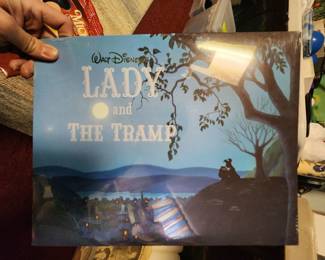 WALT DISNEY
LADY
and
THE TRAMP